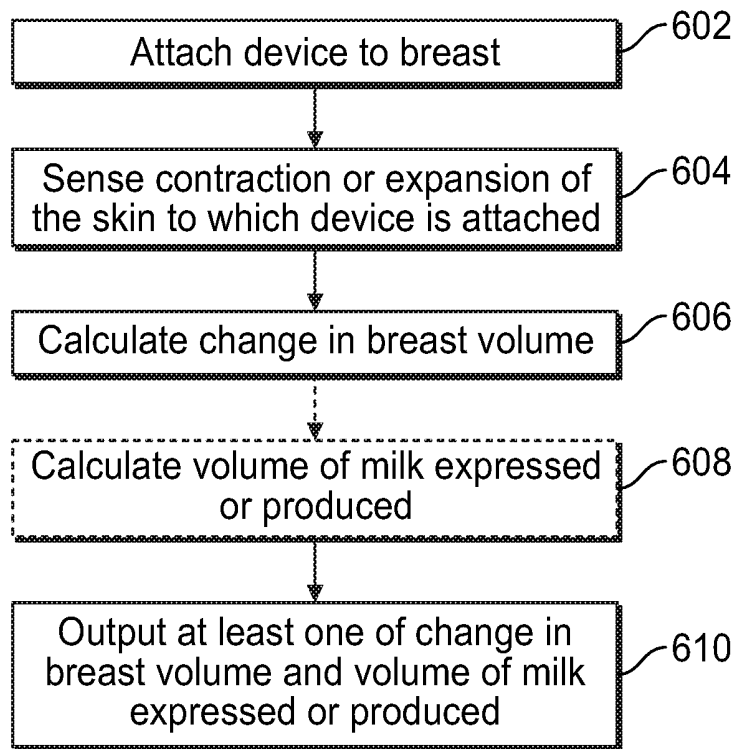 Attach device to breast
602
Sense contraction or expansion of
the skin to which device is attached
604
Calculate change in breast volume
606
Calculate volume of milk expressed
or produced
608
Output at least one of change in
breast volume and volume of milk
expressed or produced
610